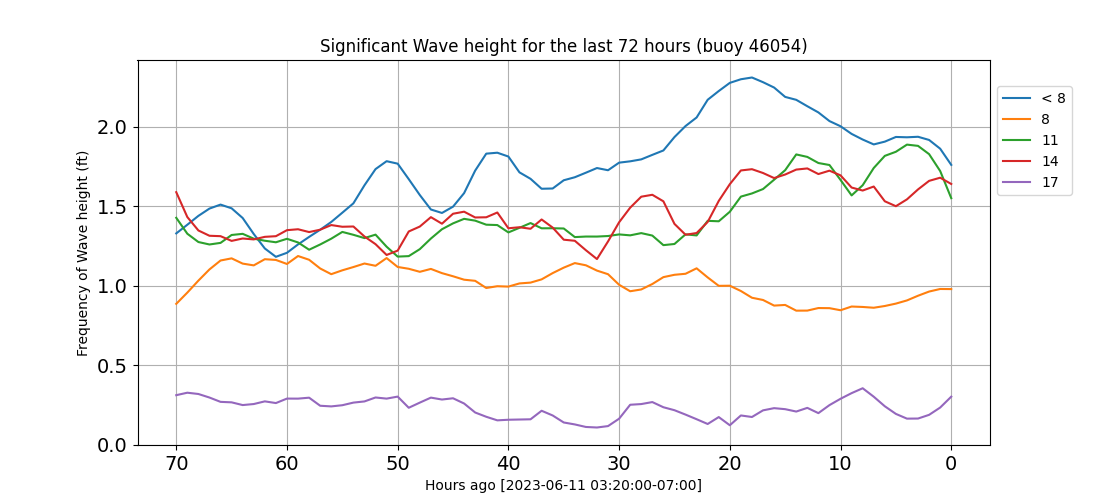 Significant Wave height for the last 72 hours (buoy 46054)
Frequency of Wave height (ft)
2.0
1.5
1.0
0.5
0.0
70 60 50 40 30 20 10 0
Hours ago [2023-06-11 03:20:00-07:00]
< 8
8
11
14
17